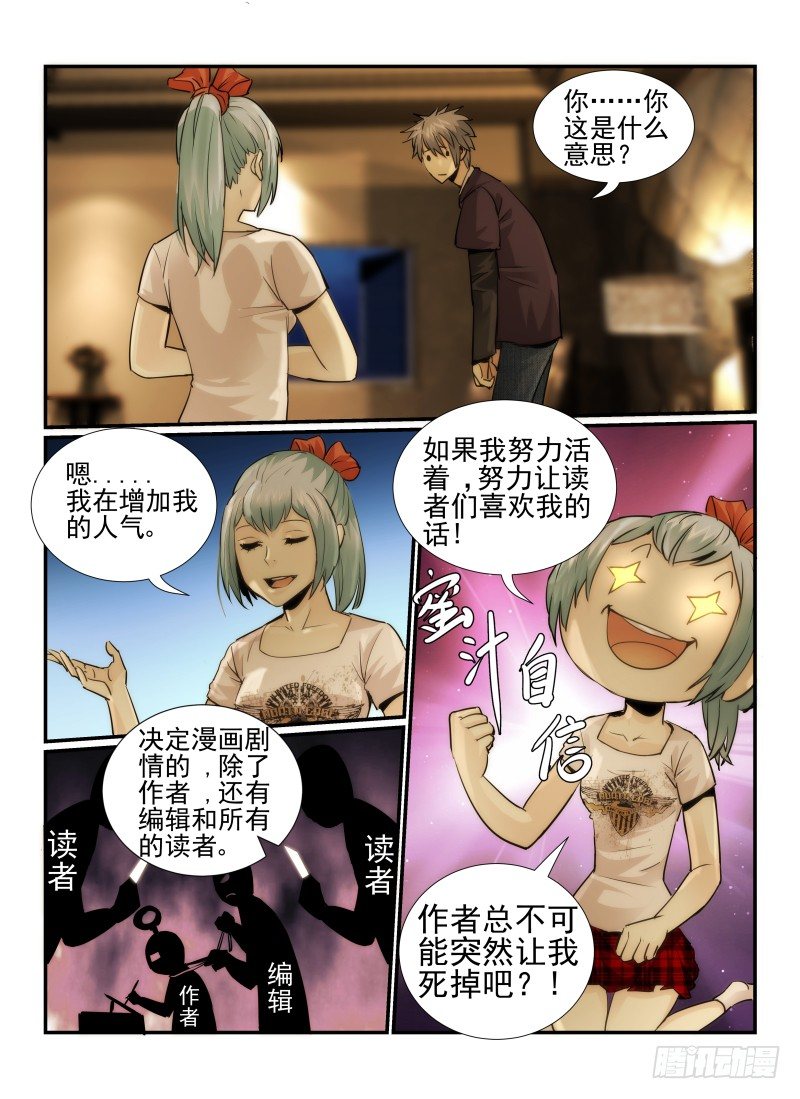 你……你
这是什么
意思？
嗯.....
我在增加我
的人气。
如果我努力活
着,努力让读
者们喜欢我的
话!
蜜汁自信
决定漫画剧
情的,除了
作者,还有
编辑和所有
的读者。
读者
读者
作者
编辑
作者总不可
能突然让我
死掉吧？！
腾讯动漫